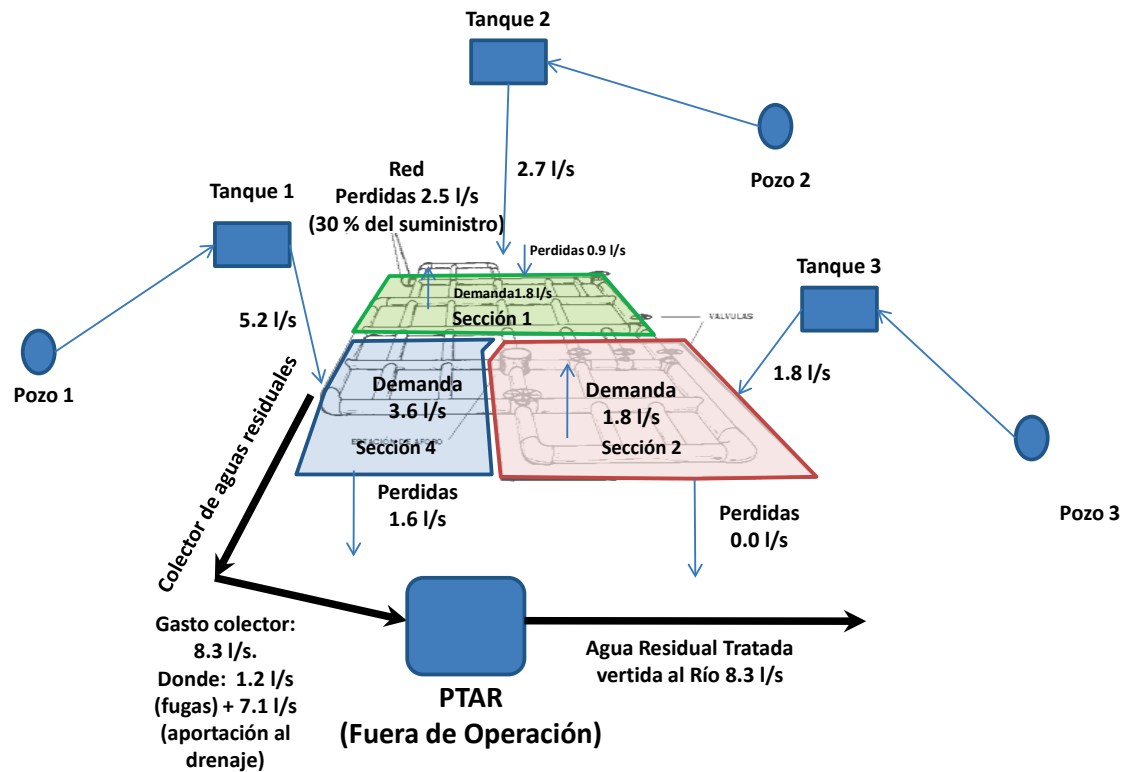 Tanque 2
Pozo 2
2.7 l/s
Red
Perdidas 2.5 l/s
(30 % del suministro)
Tanque 1
Perdidas 0.9 l/s
Tanque 3
Demanda1.8 l/s
Sección 1
VALVULAS
5.2 l/s
Pozo 1
1.8 l/s
Demanda
3.6 l/s
ESTACIÓN DE AFORO
Sección 4
Demanda
1.8 l/s
Sección 2
Pozo 3
Colector de aguas residuales
Perdidas
1.6 l/s
Perdidas
0.0 l/s
Gasto colector:
8.3 l/s.
Donde: 1.2 l/s
(fugas) + 7.1 l/s
(aportación al
drenaje)
PTAR
(Fuera de Operación)
Agua Residual Tratada
vertida al Río 8.3 l/s